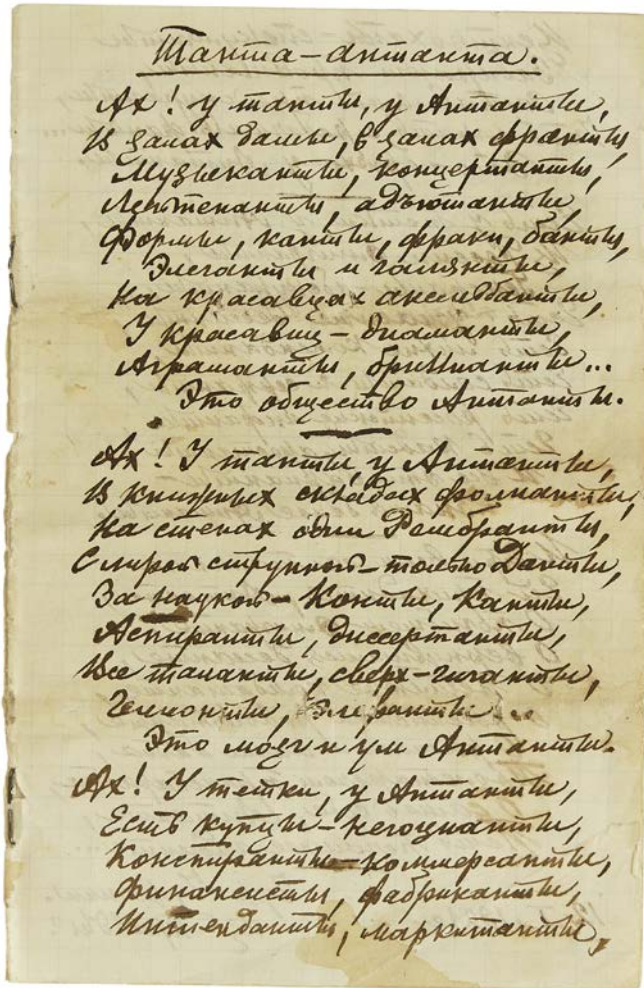 Танта-антанта.
Ах! у танты, у Антанты,
В залах дамы, в залах франты,
Музыканты, концертанты,
Лейтенанты, адъютанты,
Формы, канты, фраки, банты,
Элеганты и галянты,
На красавцах аксельбанты,
У красавиц - диаманты,
Аграманты, бриллианты...
Это общество Антанты.
Ах! У танты, у Антанты,
В книжных складах фолианты,
На стенах одни Рембранты,
С лирой струнной - только Данты,
За наукой - Конты, Канты,
Аспиранты, диссертанты,
Все таланты, сверх-гиганты,
элефанты...
Это мозг и ум Антанты.
Ах! У тетки, у Антанты,
Есть купцы - негоцианты,
Конспиранты - коммерсанты,
Финансисты, фабриканты,
Интенданты, маркитанты,